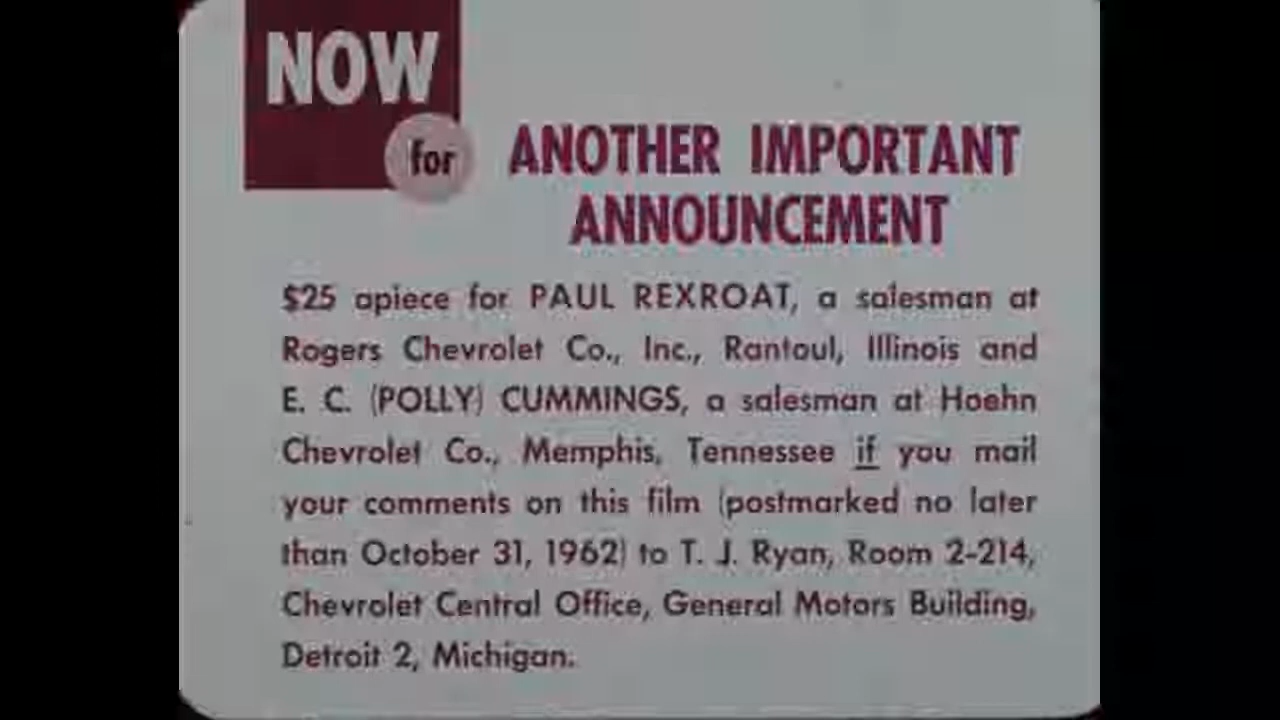 NOW
for
ANOTHER IMPORTANT
ANNOUNCEMENT
$25 apiece for PAUL REXROAT, a salesman at
Rogers Chevrolet Co., Inc., Rantoul, Illinois and
E. C. (POLLY) CUMMINGS, a salesman at Hoehn
Chevrolet Co., Memphis, Tennessee if you mail
your comments on this film (postmarked no later
than October 31, 1962) to T. J. Ryan, Room 2-214,
Chevrolet Central Office, General Motors Building,
Detroit 2, Michigan.